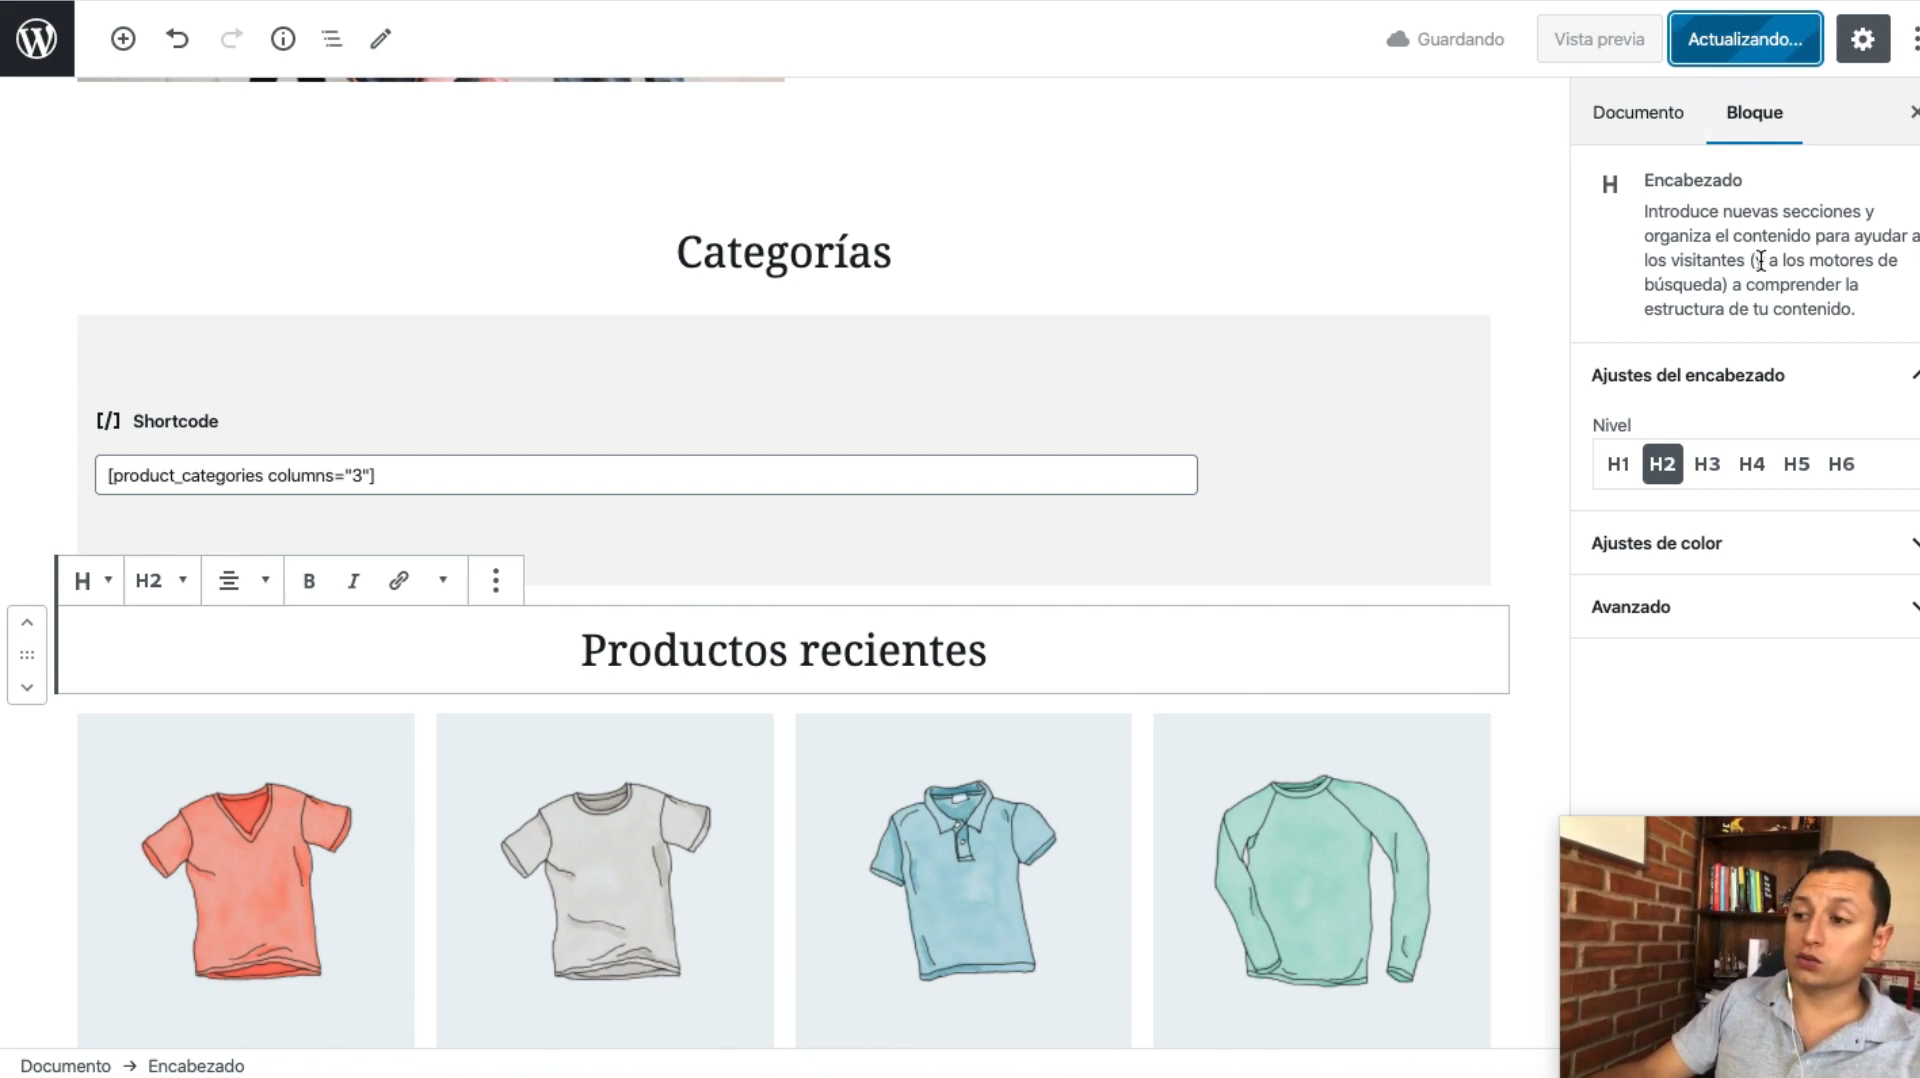 Guardando
Vista previa
Actualizando...
Documento
Bloque
Categorías
[/] Shortcode
[product_categories columns="3"]
H
H2
B
I
Productos recientes
H
Encabezado
Introduce nuevas secciones y
organiza el contenido para ayudar a
los visitantes (y a los motores de
búsqueda) a comprender la
estructura de tu contenido.
Ajustes del encabezado
Nivel
H1 H2 H3 H4 H5 H6
Ajustes de color
Avanzado
Documento → Encabezado